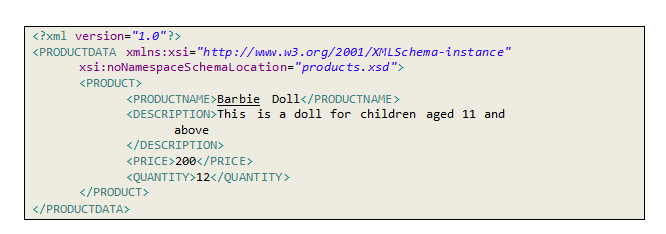 <?xml version="1.0"?>
<PRODUCTDATA xmlns:xsi="http://www.w3.org/2001/XMLSchema-instance"
xsi:noNamespaceSchemaLocation="products.xsd">
<PRODUCT>
<PRODUCTNAME>Barbie Doll</PRODUCTNAME>
<DESCRIPTION>This is a doll for children aged 11 and
above
</DESCRIPTION>
<PRICE>200</PRICE>
<QUANTITY>12</QUANTITY>
</PRODUCT>
</PRODUCTDATA>